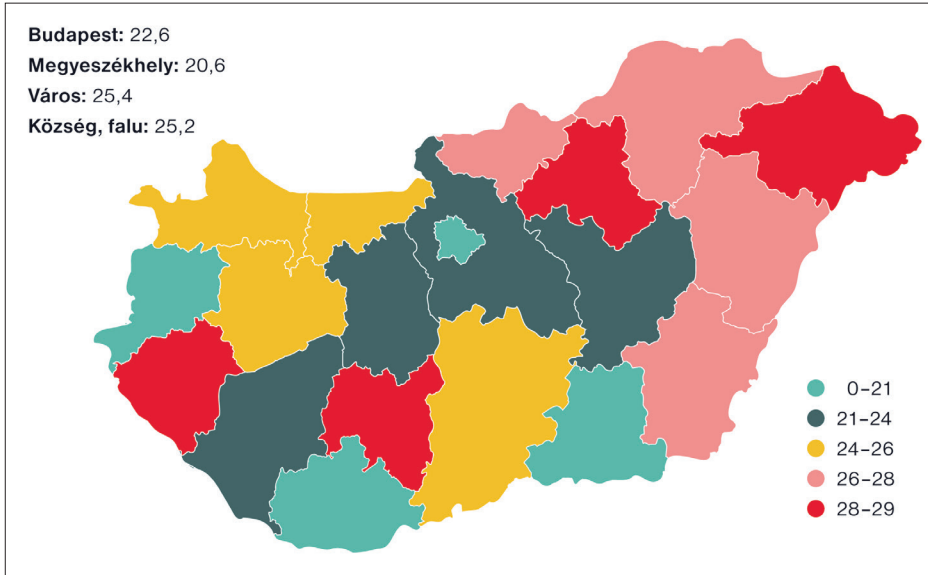 Budapest: 22,6
Megyeszékhely: 20,6
Város: 25,4
Község, falu: 25,2
0–21
21–24
24–26
26–28
28–29